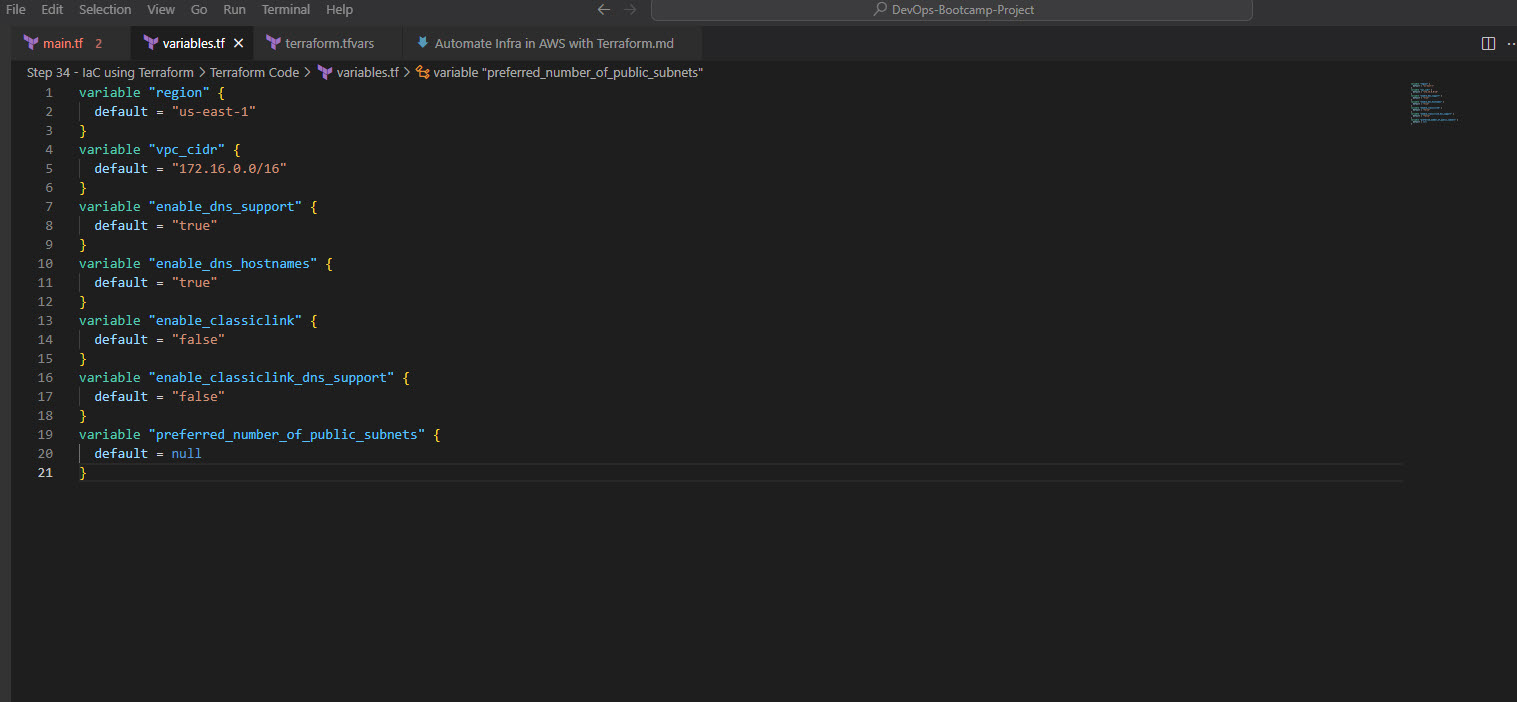 File Edit Selection View Go Run Terminal Help DevOps-Bootcamp-Project
main.tf 2 variables.tf terraform.tfvars Automate Infra in AWS with Terraform.md
Step 34 - IaC using Terraform > Terraform Code > variables.tf > variable "preferred_number_of_public_subnets"
1 variable "region" {
2   default = "us-east-1"
3 }
4 variable "vpc_cidr" {
5   default = "172.16.0.0/16"
6 }
7 variable "enable_dns_support" {
8   default = "true"
9 }
10 variable "enable_dns_hostnames" {
11   default = "true"
12 }
13 variable "enable_classiclink" {
14   default = "false"
15 }
16 variable "enable_classiclink_dns_support" {
17   default = "false"
18 }
19 variable "preferred_number_of_public_subnets" {
20   default = null
21 }